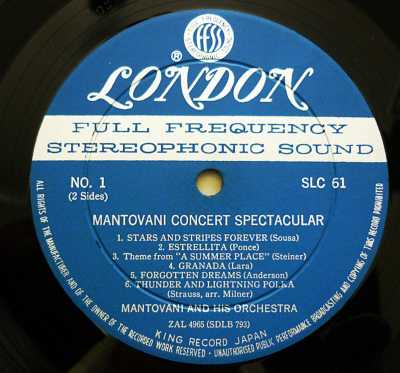 FULL FREQUENCY
FFSS
STEREOPHONIC SOUND
® LONDON
FULL FREQUENCY
STEREOPHONIC SOUND
NO. 1
(2 Sides)
SLC 61
MANTOVANI CONCERT SPECTACULAR
1. STARS AND STRIPES FOREVER (Sousa)
2. ESTRELLITA (Ponce)
3. Theme from "A SUMMER PLACE" (Steiner)
4. GRANADA (Lara)
5. FORGOTTEN DREAMS (Anderson)
6. THUNDER AND LIGHTNING POLKA
(Strauss, arr. Milner)
MANTOVANI AND HIS ORCHESTRA
ZAL 4965 (SDLB 793)
KING RECORD JAPAN
ALL RIGHTS OF THE MANUFACTURER AND OF THE OWNER OF THE RECORDED WORK RESERVED - UNAUTHORISED PUBLIC PERFORMANCE BROADCASTING AND COPYING OF THIS RECORD PROHIBITED